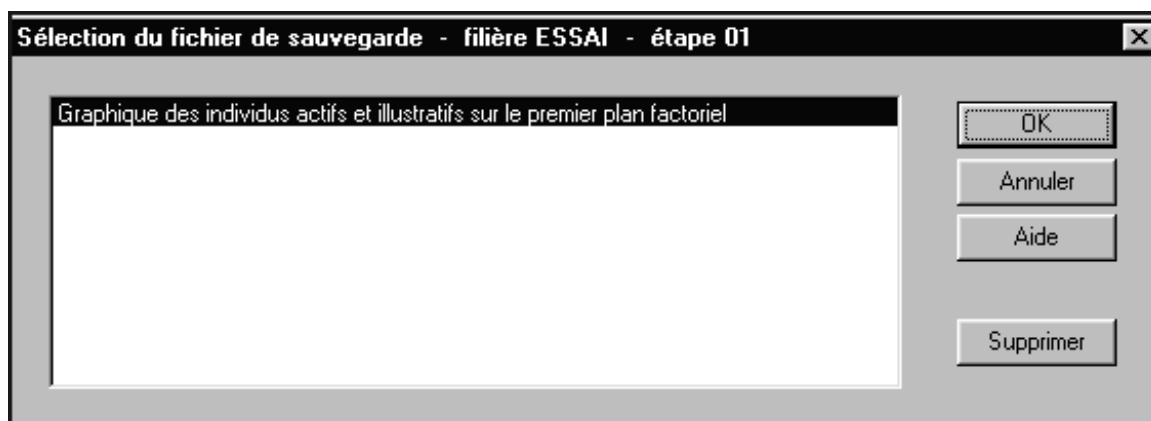 Sélection du fichier de sauvegarde - filière ESSAI - étape 01
Graphique des individus actifs et illustratifs sur le premier plan factoriel
OK
Annuler
Aide
Supprimer